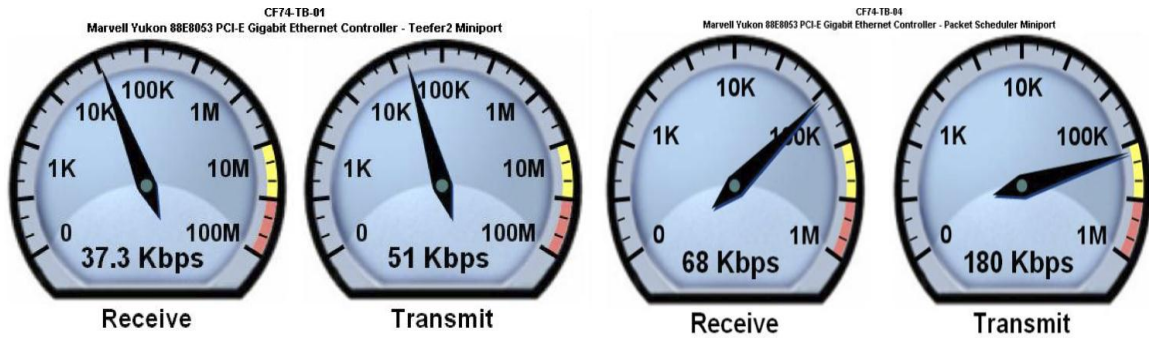 CF74-TB-01
Marvell Yukon 88E8053 PCI-E Gigabit Ethernet Controller - Teefer2 Miniport
0
1K
10K
100K
1M
10M
100M
37.3 Kbps
Receive
0
1K
10K
100K
1M
10M
100M
51 Kbps
Transmit
CF74-TB-04
Marvell Yukon 88E8053 PCI-E Gigabit Ethernet Controller - Packet Scheduler Miniport
0
1K
10K
100K
1M
68 Kbps
Receive
0
1K
10K
100K
1M
180 Kbps
Transmit